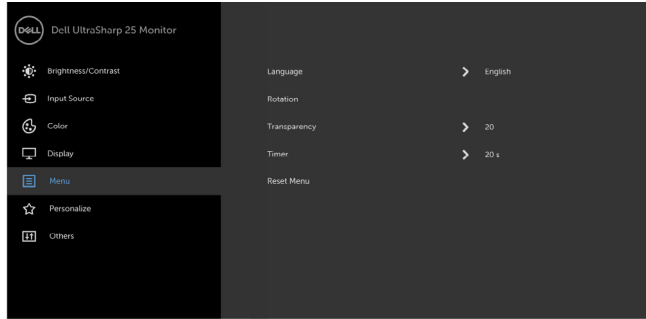 DELL Dell UltraSharp 25 Monitor
Brightness/Contrast
Language English
Input Source
Rotation
Color
Transparency 20
Display
Timer 20 s
Menu
Reset Menu
Personalize
Others